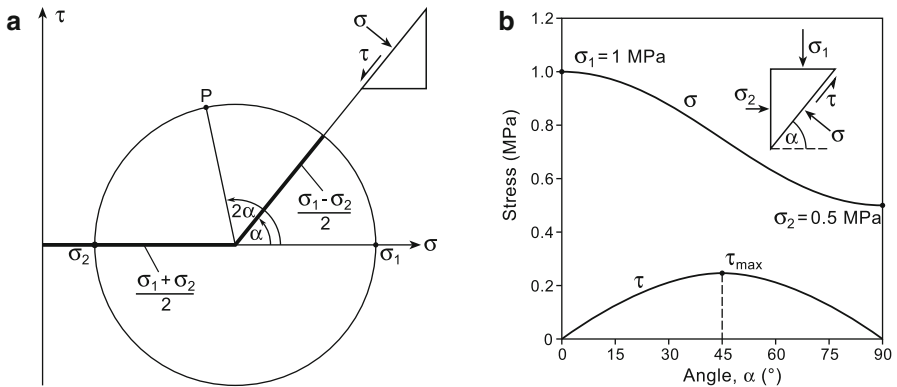 a
τ
σ
τ
P
2α
α
σ₁ - σ₂
2
σ₂
σ₁
σ
σ₁ + σ₂
2
b
1.2
1.0
0.8
0.6
0.4
0.2
0
Stress (MPa)
σ₁ = 1 MPa
σ
σ₁
σ₂
τ
α
σ
σ₂ = 0.5 MPa
τ
τmax
0 15 30 45 60 75 90
Angle, α (°)